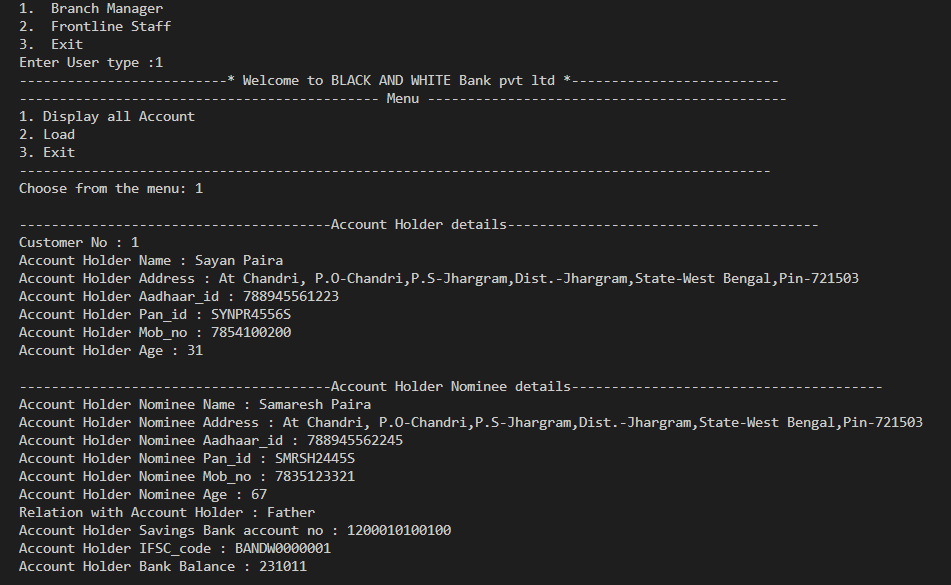 1.  Branch Manager
2.  Frontline Staff
3.  Exit
Enter User type :1
--------------------------* Welcome to BLACK AND WHITE Bank pvt ltd *--------------------------
--------------------------------------------- Menu ---------------------------------------------
1. Display all Account
2. Load
3. Exit
----------------------------------------------------------------------------------------------
Choose from the menu: 1
---------------------------------------Account Holder details---------------------------------------
Customer No : 1
Account Holder Name : Sayan Paira
Account Holder Address : At Chandri, P.O-Chandri,P.S-Jhargram,Dist.-Jhargram,State-West Bengal,Pin-721503
Account Holder Aadhaar_id : 788945561223
Account Holder Pan_id : SYNPR4556S
Account Holder Mob_no : 7854100200
Account Holder Age : 31
---------------------------------------Account Holder Nominee details---------------------------------------
Account Holder Nominee Name : Samaresh Paira
Account Holder Nominee Address : At Chandri, P.O-Chandri,P.S-Jhargram,Dist.-Jhargram,State-West Bengal,Pin-721503
Account Holder Nominee Aadhaar_id : 788945562245
Account Holder Nominee Pan_id : SMRSH2445S
Account Holder Nominee Mob_no : 7835123321
Account Holder Nominee Age : 67
Relation with Account Holder : Father
Account Holder Savings Bank account no : 1200010100100
Account Holder IFSC_code : BANDW0000001
Account Holder Bank Balance : 231011